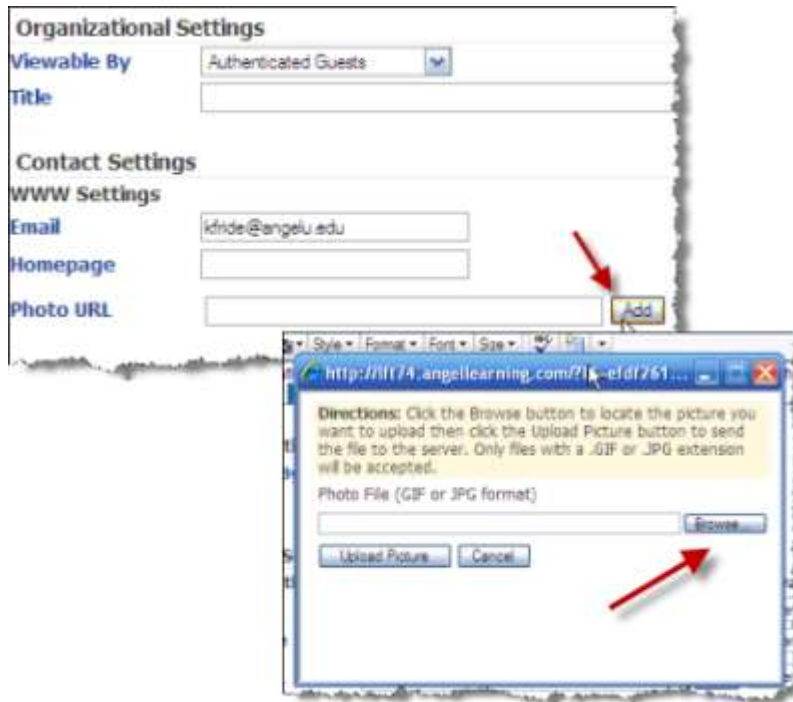 Organizational Settings
Viewable By Authenticated Guests
Title
Contact Settings
WWW Settings
Email kfride@angelu.edu
Homepage
Photo URL Add
Style Format Font Size
http://lft74.angellearning.com/?
Directions: Click the Browse button to locate the picture you
want to upload then click the Upload Picture button to send
the file to the server. Only files with a .GIF or .JPG extension
will be accepted.
Photo File (GIF or JPG format)
Browse...
Upload Picture Cancel